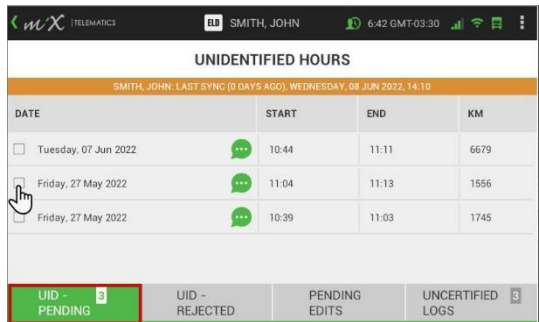 MiX TELEMATICS ELD SMITH, JOHN 6:42 GMT-03:30
UNIDENTIFIED HOURS
SMITH, JOHN: LAST SYNC (0 DAYS AGO), WEDNESDAY, 08 JUN 2022, 14:10
DATE START END KM
Tuesday, 07 Jun 2022 10:44 11:11 6679
Friday, 27 May 2022 11:04 11:13 1556
Friday, 27 May 2022 10:39 11:03 1745
UID - PENDING 3
UID - REJECTED
PENDING EDITS
UNCERTIFIED LOGS 3